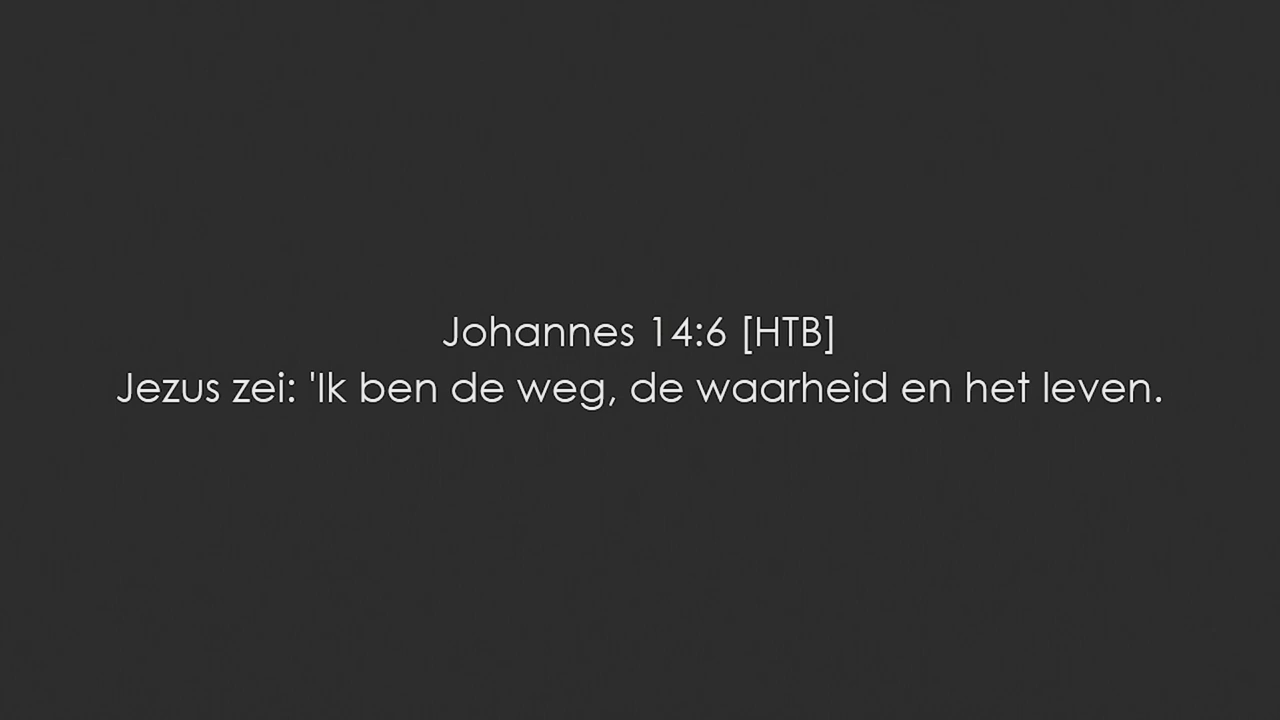 Johannes 14:6 [HTB]
Jezus zei: 'Ik ben de weg, de waarheid en het leven.